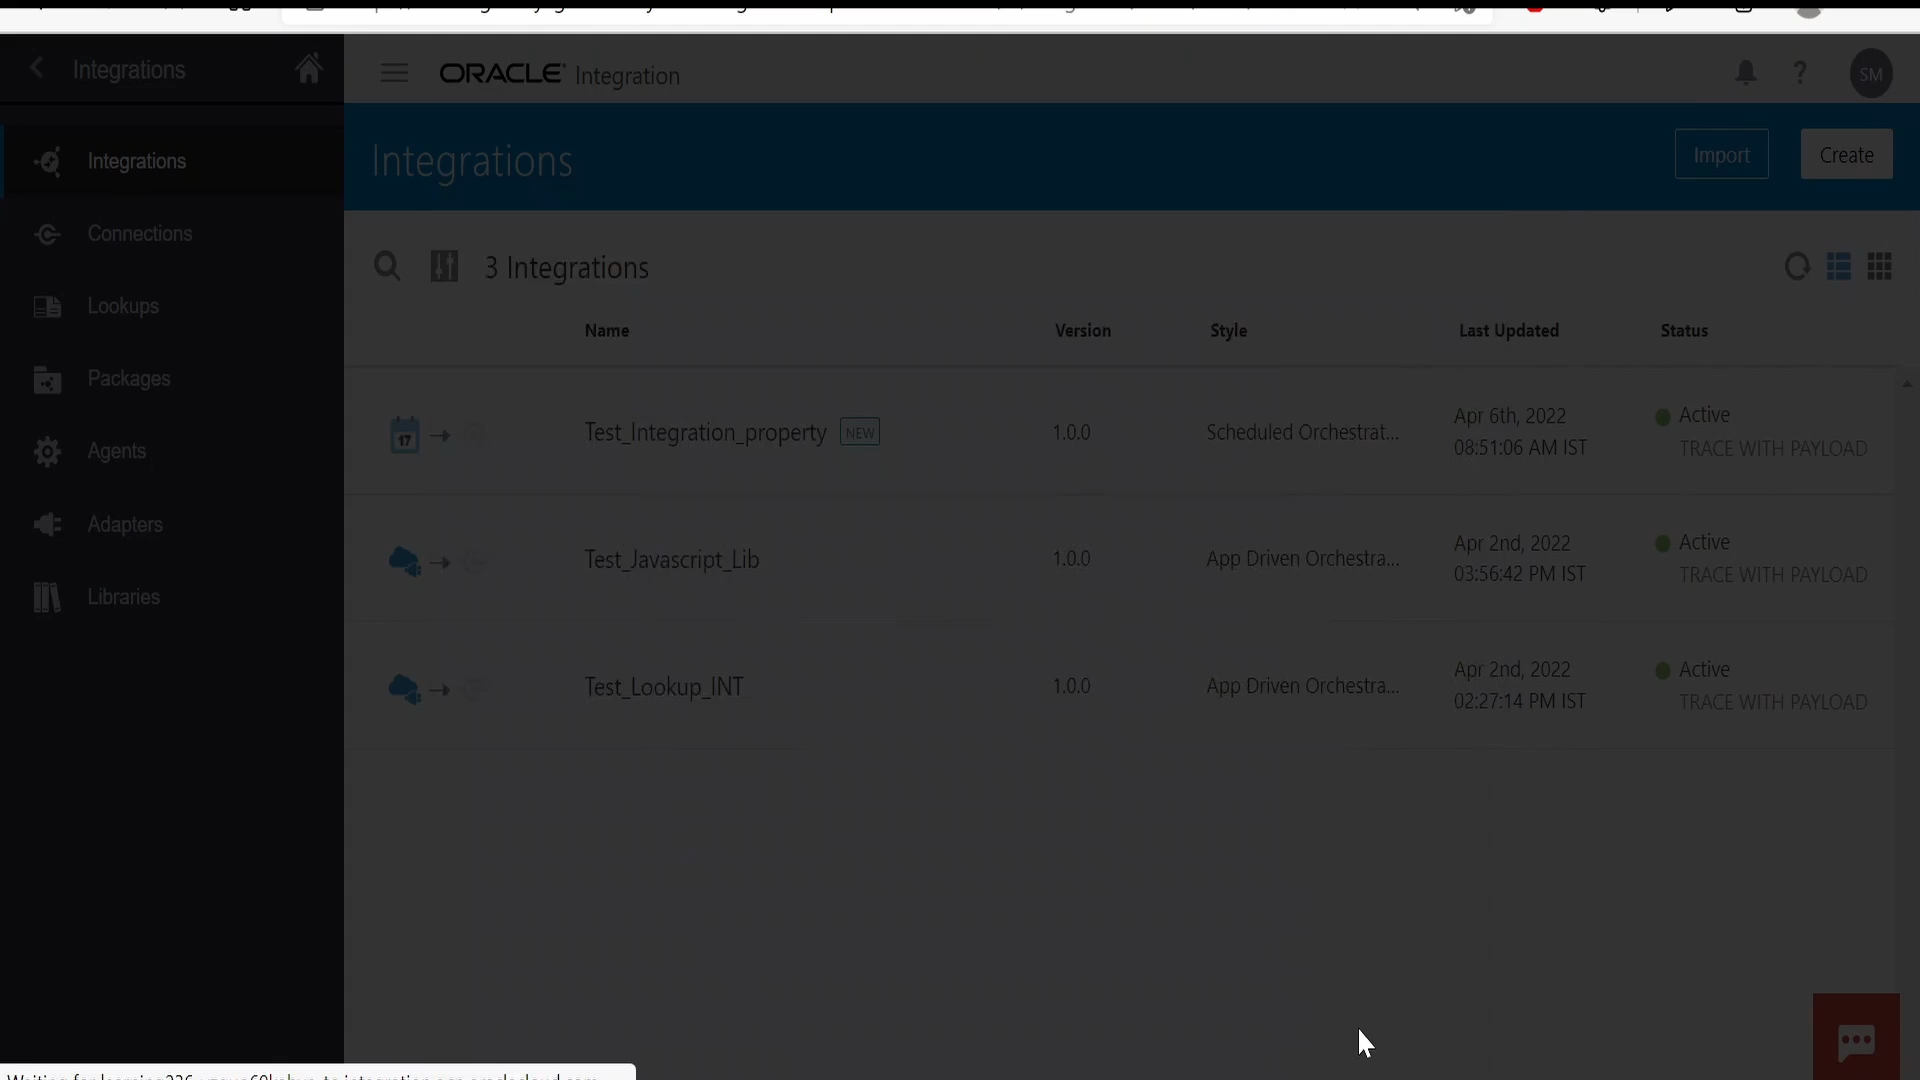 Integrations
ORACLE Integration
SM
Integrations
Connections
Lookups
Packages
Agents
Adapters
Libraries
Integrations
Import
Create
3 Integrations
Name Version Style Last Updated Status
17 Test_Integration_property NEW 1.0.0 Scheduled Orchestrat... Apr 6th, 2022 Active
08:51:06 AM IST TRACE WITH PAYLOAD
Test_Javascript_Lib 1.0.0 App Driven Orchestra... Apr 2nd, 2022 Active
03:56:42 PM IST TRACE WITH PAYLOAD
Test_Lookup_INT 1.0.0 App Driven Orchestra... Apr 2nd, 2022 Active
02:27:14 PM IST TRACE WITH PAYLOAD